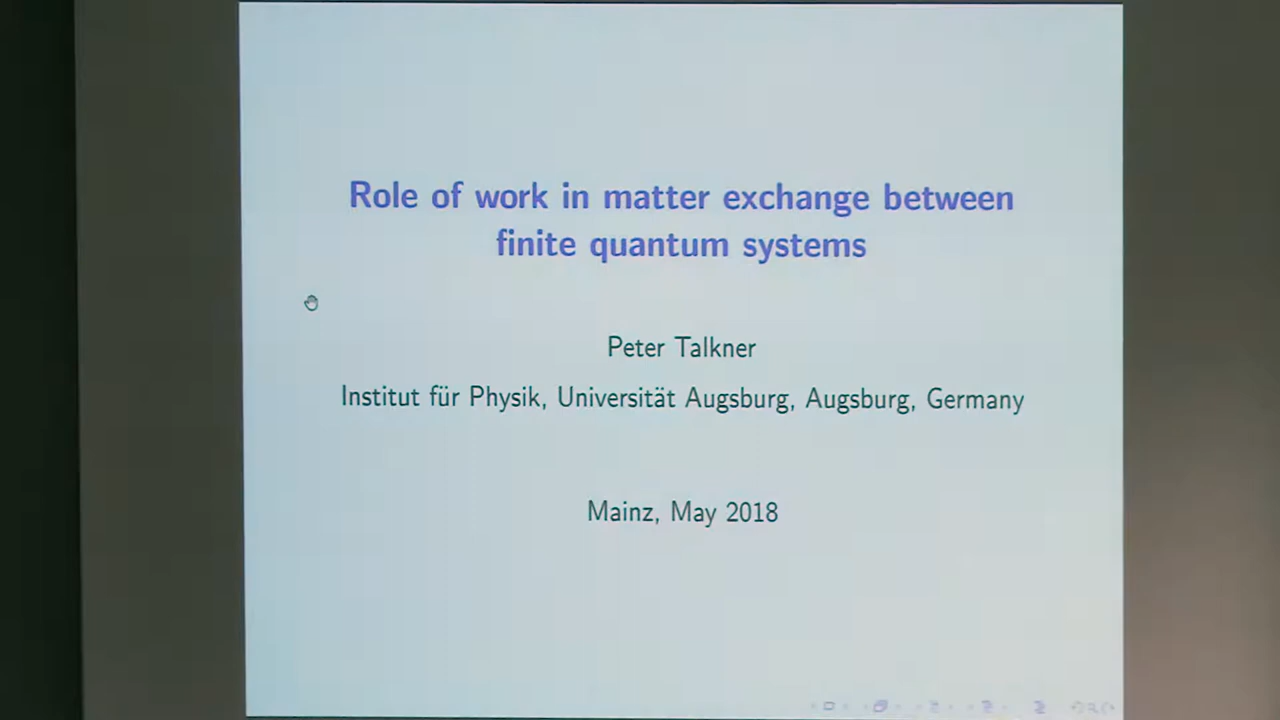 Role of work in matter exchange between
finite quantum systems
Peter Talkner
Institut für Physik, Universität Augsburg, Augsburg, Germany
Mainz, May 2018